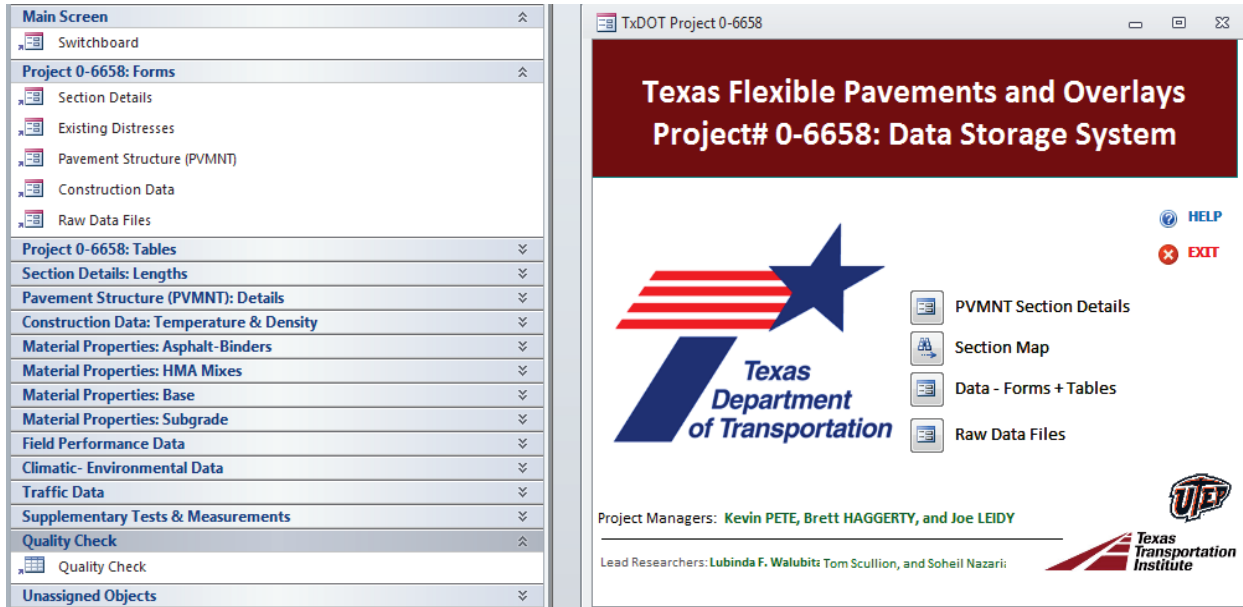 Main Screen
Switchboard
Project 0-6658: Forms
Section Details
Existing Distresses
Pavement Structure (PVMNT)
Construction Data
Raw Data Files
Project 0-6658: Tables
Section Details: Lengths
Pavement Structure (PVMNT): Details
Construction Data: Temperature & Density
Material Properties: Asphalt-Binders
Material Properties: HMA Mixes
Material Properties: Base
Material Properties: Subgrade
Field Performance Data
Climatic- Environmental Data
Traffic Data
Supplementary Tests & Measurements
Quality Check
Quality Check
Unassigned Objects
TxDOT Project 0-6658
Texas Flexible Pavements and Overlays
Project# 0-6658: Data Storage System
HELP
EXIT
Texas
Department
of Transportation
PVMNT Section Details
Section Map
Data - Forms + Tables
Raw Data Files
UTEP
Project Managers: Kevin PETE, Brett HAGGERTY, and Joe LEIDY
Texas
Transportation
Institute
Lead Researchers: Lubinda F. Walubita Tom Scullion, and Soheil Nazari